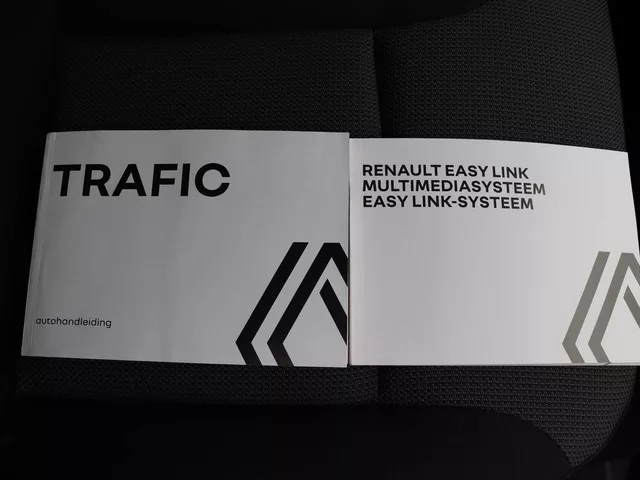 TRAFIC
autohandleiding
RENAULT EASY LINK
MULTIMEDIASYSTEEM
EASY LINK-SYSTEEM